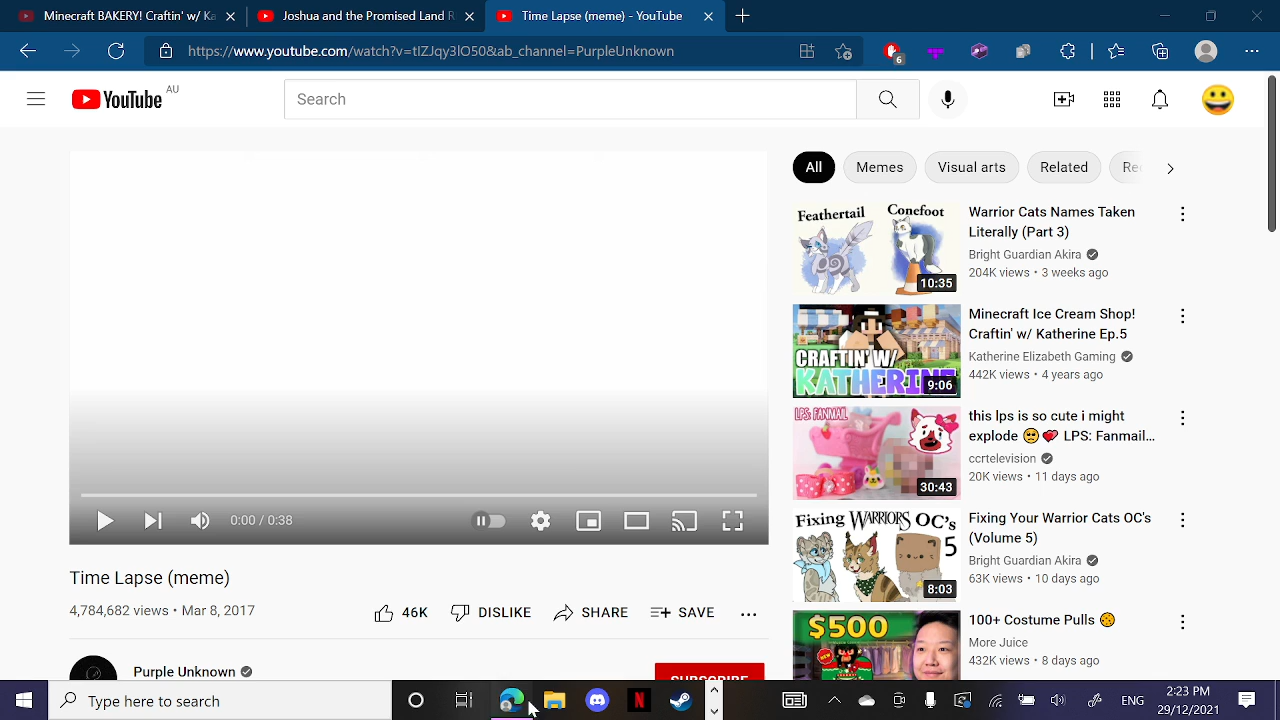 Minecraft BAKERY! Craftin' w/ Ka
Joshua and the Promised Land R
Time Lapse (meme) - YouTube
https://www.youtube.com/watch?v=tIZJqy3lO50&ab_channel=PurpleUnknown
6
YouTube AU
Search
All
Memes
Visual arts
Related
Rec
Feathertail
Conefoot
10:35
Warrior Cats Names Taken
Literally (Part 3)
Bright Guardian Akira
204K views • 3 weeks ago
CRAFTIN' W/
KATHERINE
9:06
Minecraft Ice Cream Shop!
Craftin' w/ Katherine Ep.5
Katherine Elizabeth Gaming
442K views • 4 years ago
LPS: FANMAIL
30:43
this lps is so cute i might
explode 🥺💖 LPS: Fanmail...
ccrtelevision
20K views • 11 days ago
Fixing WARRIORS OC's
5
8:03
Fixing Your Warrior Cats OC's
(Volume 5)
Bright Guardian Akira
63K views • 10 days ago
$500
NEW
100+ Costume Pulls 🍪
More Juice
432K views • 8 days ago
0:00 / 0:38
Time Lapse (meme)
4,784,682 views • Mar 3, 2017
46K
DISLIKE
SHARE
SAVE
Purple Unknown
SUBSCRIBE
Type here to search
N
ENG
2:23 PM
29/12/2021